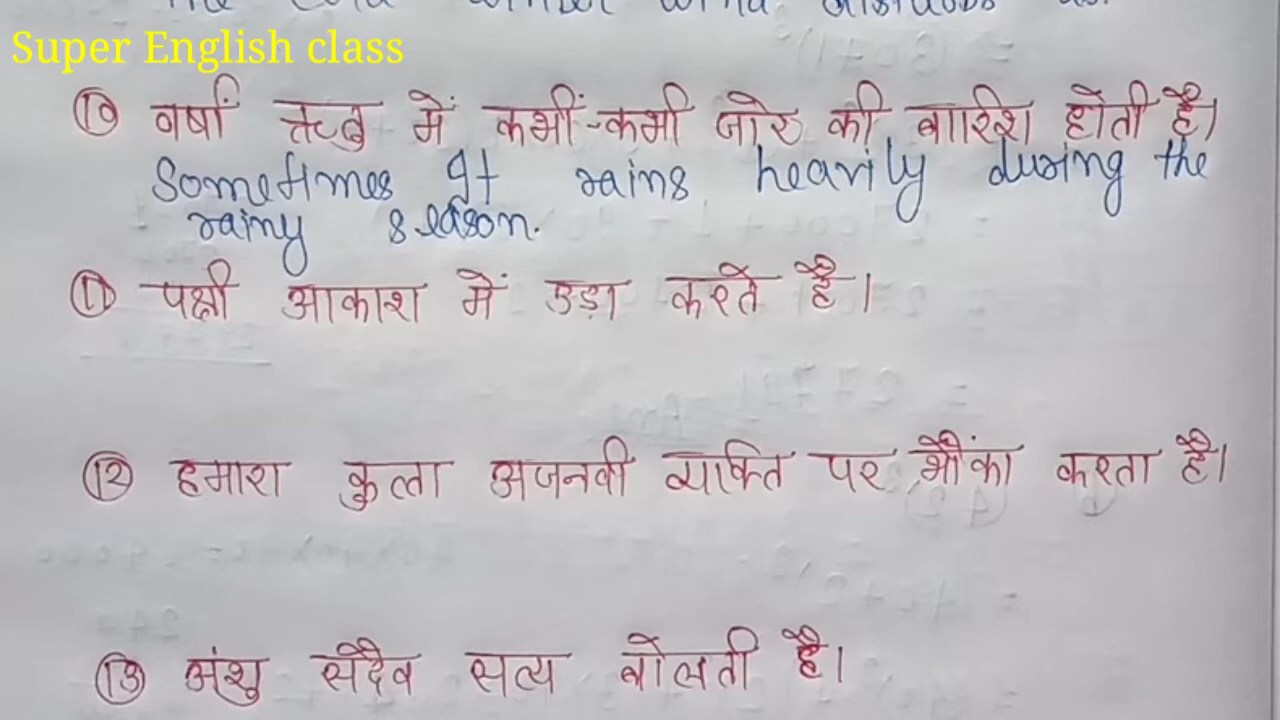 Super English class
⑩ वर्षा ऋतु में कभीं-कभी जोर की बारिश होती है।
Sometimes It rains heavily during the
rainy season.
⑪ पक्षी आकाश में उड़ा करते है।
⑫ हमारा कुत्ता अजनवी व्यक्ति पर भौंका करता है।
⑬ अंशु सदैव सत्य बोलती है।